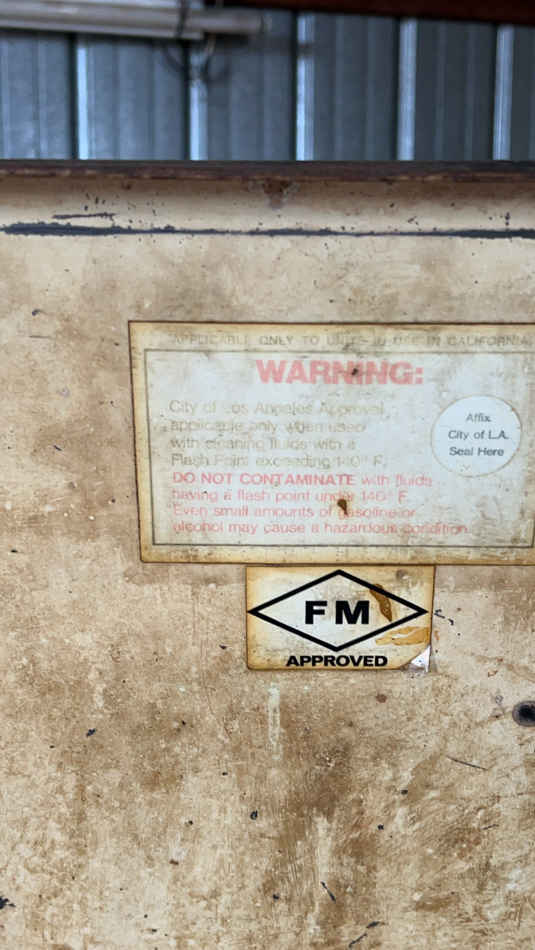 APPLICABLE ONLY TO UNITS IN USE IN CALIFORNIA
WARNING:
City of Los Angeles Approval
applicable only when used
with cleaning fluids with a
Flash Point exceeding 140° F.
DO NOT CONTAMINATE with fluids
having a flash point under 140° F.
Even small amounts of gasoline or
alcohol may cause a hazardous condition.
Affix
City of L.A.
Seal Here
FM
APPROVED